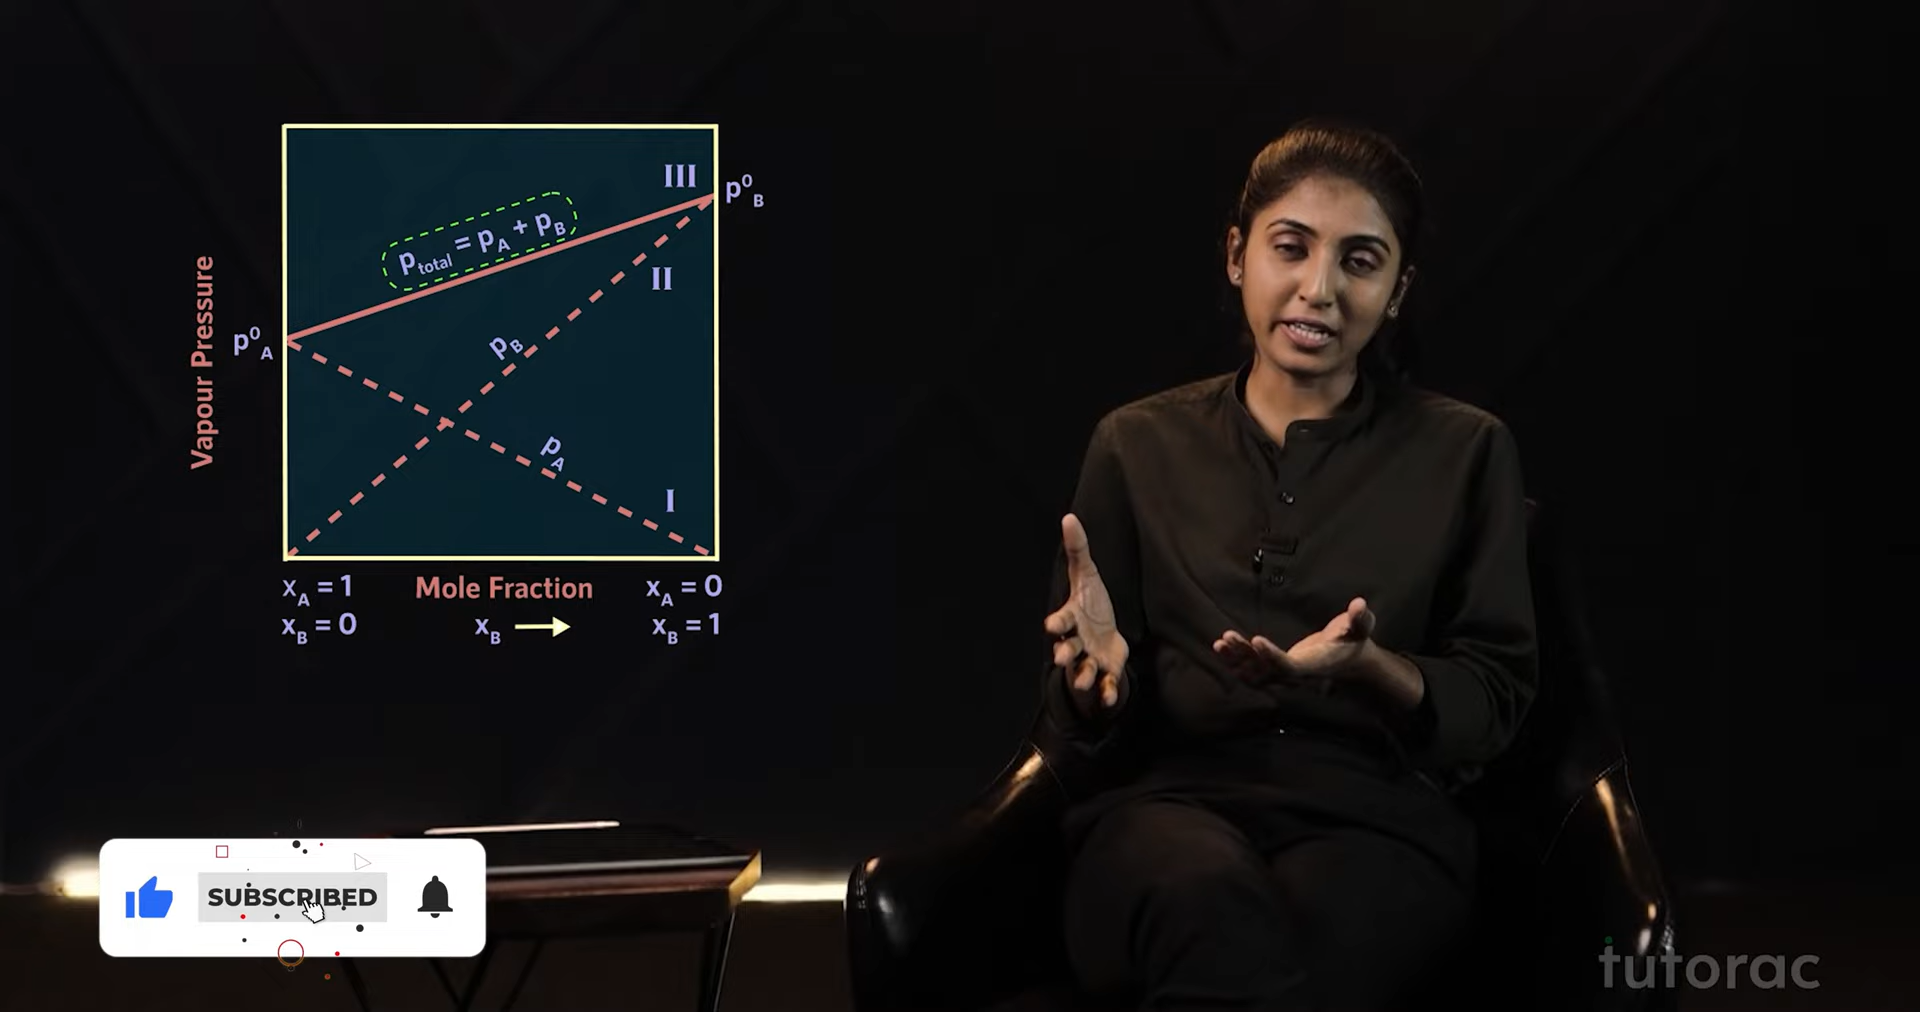 III
p⁰B
ptotal = pA + pB
II
Vapour Pressure
p⁰A
pB
pA
I
xA = 1
Mole Fraction
xA = 0
xB = 0
xB
xB = 1
SUBSCRIBED
tutorac